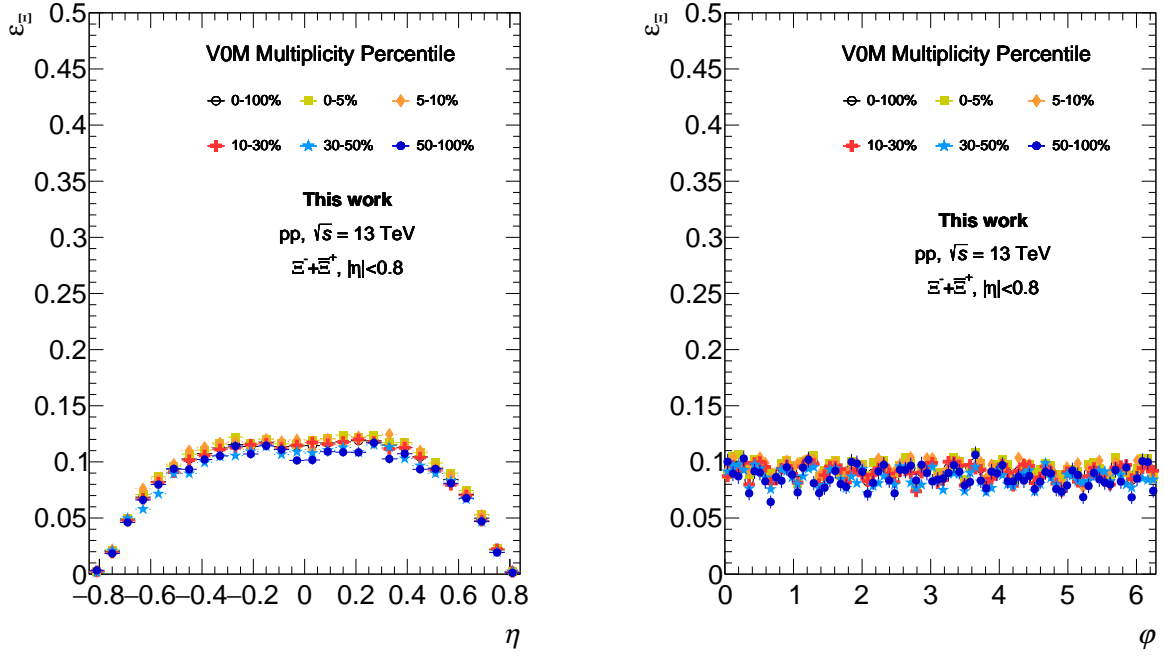 ε_Ξ
0.5
0.45
0.4
0.35
0.3
0.25
0.2
0.15
0.1
0.05
0
V0M Multiplicity Percentile
0-100% 0-5% 5-10%
10-30% 30-50% 50-100%
This work
pp, √s = 13 TeV
Ξ⁻+Ξ̅⁺, |η|<0.8
−0.8 −0.6 −0.4 −0.2 0 0.2 0.4 0.6 0.8
η
ε_Ξ
0.5
0.45
0.4
0.35
0.3
0.25
0.2
0.15
0.1
0.05
0
V0M Multiplicity Percentile
0-100% 0-5% 5-10%
10-30% 30-50% 50-100%
This work
pp, √s = 13 TeV
Ξ⁻+Ξ̅⁺, |η|<0.8
0 1 2 3 4 5 6
φ